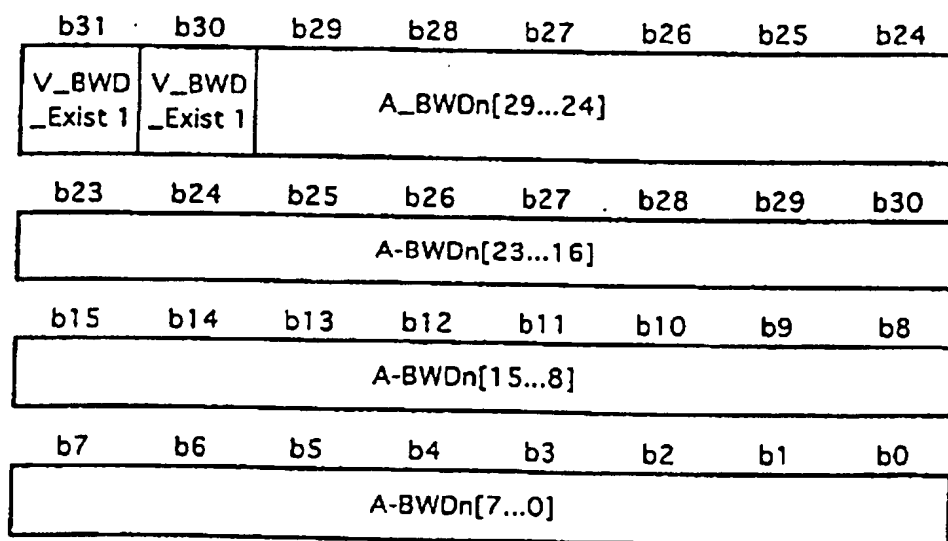 b31 b30 b29 b28 b27 b26 b25 b24
V_BWD V_BWD
_Exist 1 _Exist 1 A_BWDn[29...24]
b23 b24 b25 b26 b27 b28 b29 b30
A-BWDn[23...16]
b15 b14 b13 b12 b11 b10 b9 b8
A-BWDn[15...8]
b7 b6 b5 b4 b3 b2 b1 b0
A-BWDn[7...0]